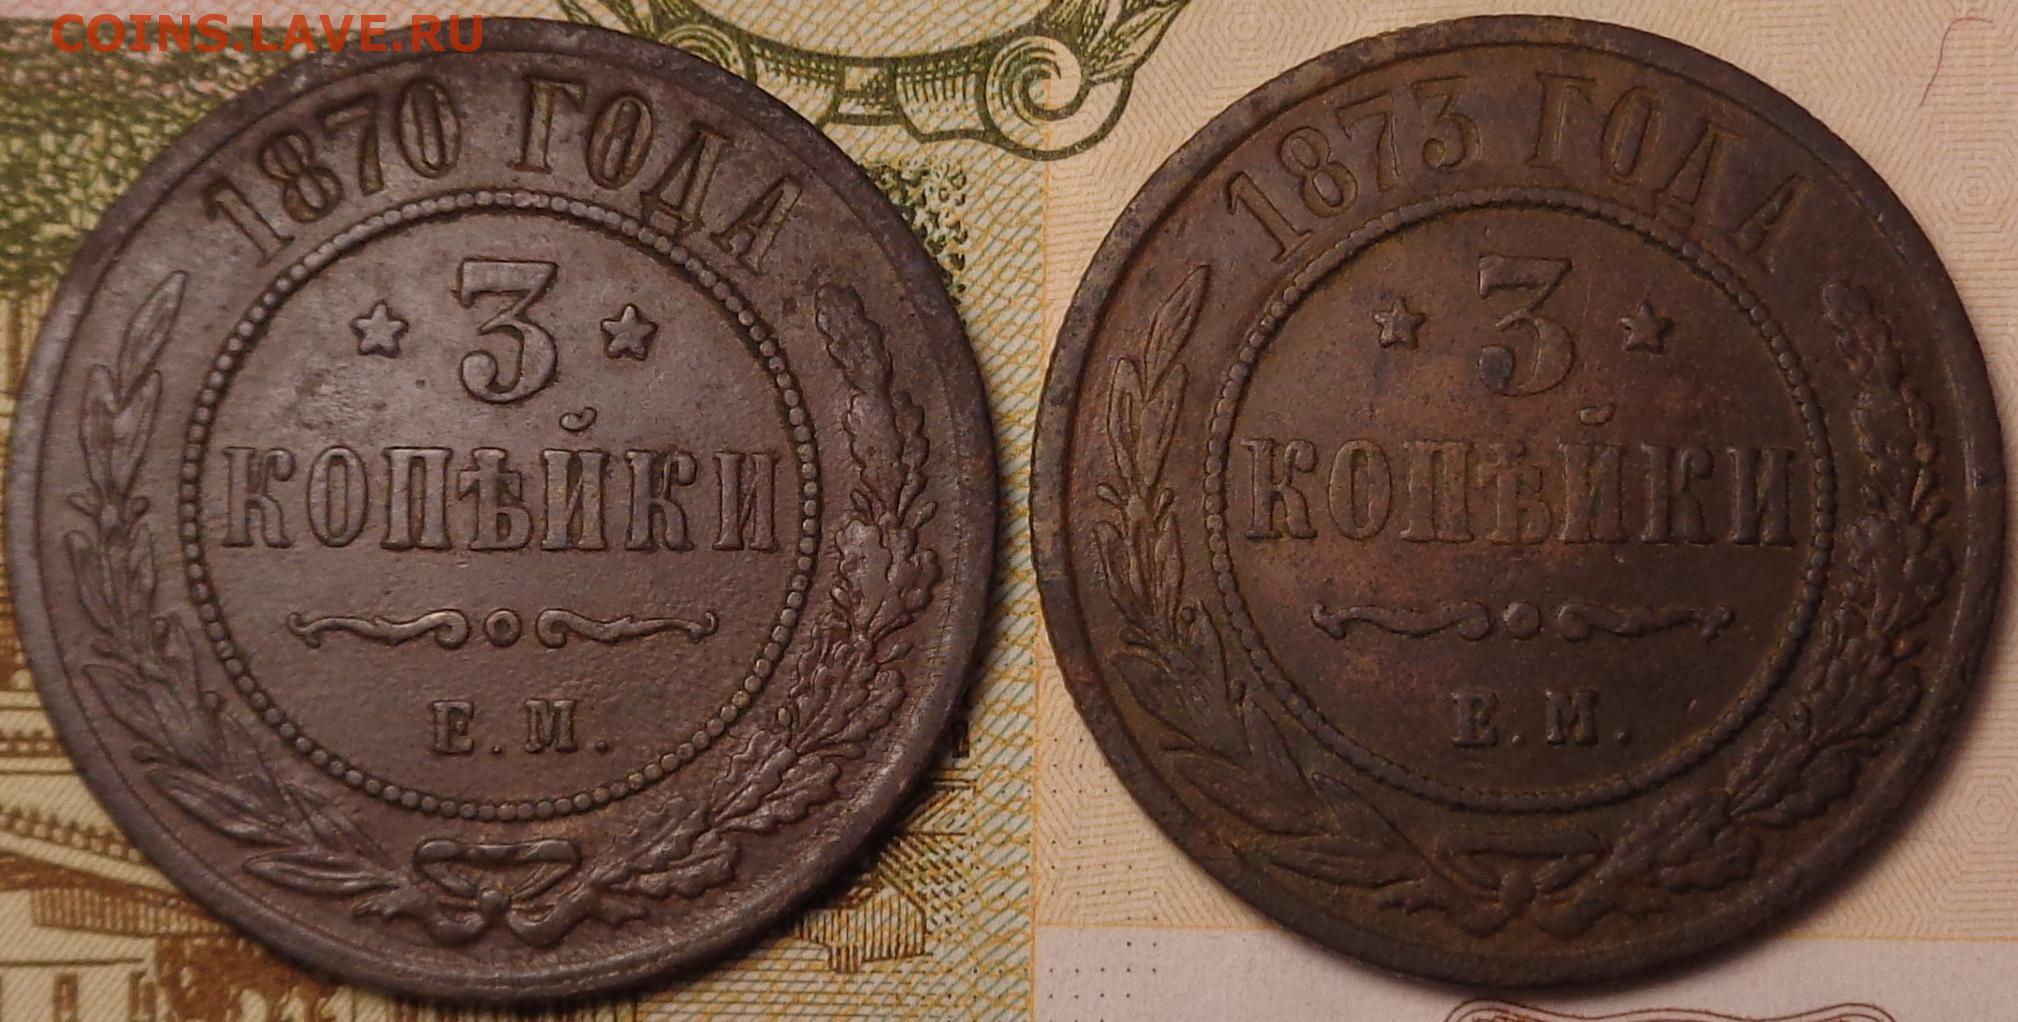 COINS.LAVE.RU
1870 ГОДА
3
КОПѢЙКИ
Е.М.
1873 ГОДА
3
КОПѢЙКИ
Е.М.